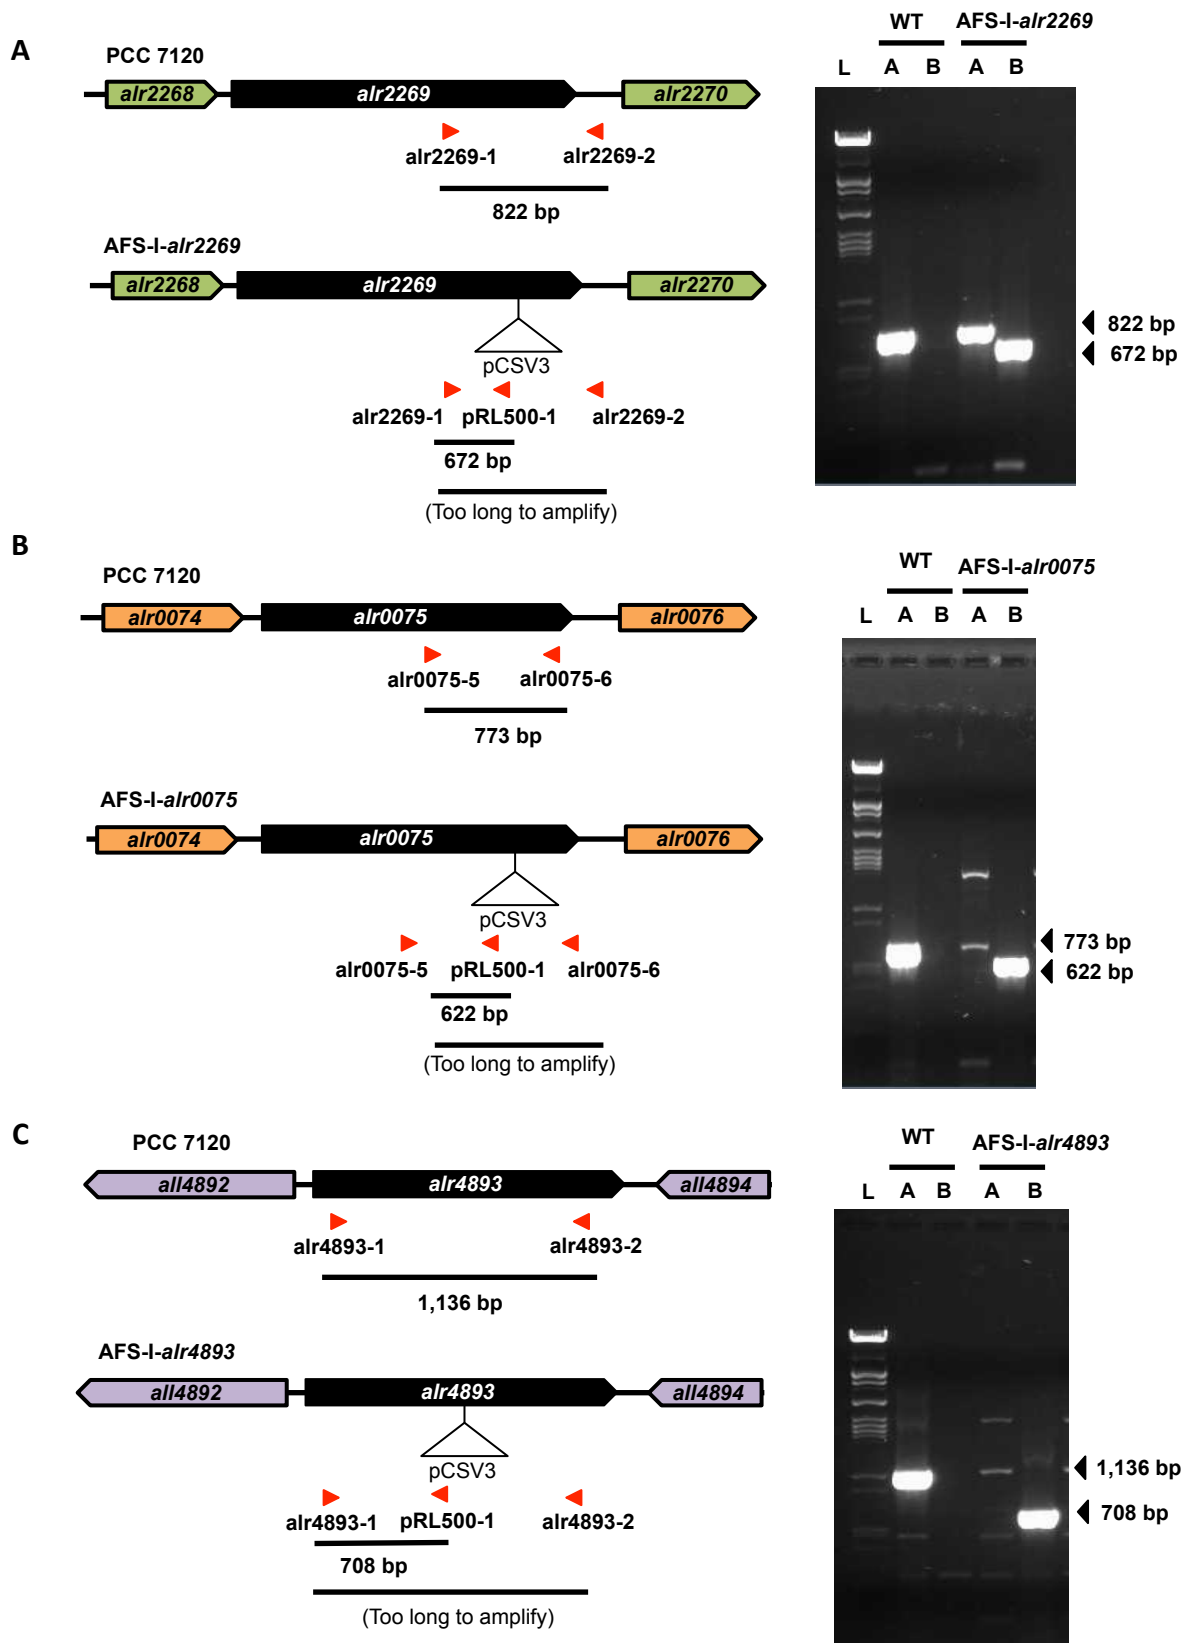 A
PCC 7120
alr2268 alr2269 alr2270
alr2269-1 alr2269-2
822 bp
AFS-I-alr2269
alr2268 alr2269 alr2270
pCSV3
alr2269-1 pRL500-1 alr2269-2
672 bp
(Too long to amplify)
WT AFS-I-alr2269
L A B A B
822 bp
672 bp
B
PCC 7120
alr0074 alr0075 alr0076
alr0075-5 alr0075-6
773 bp
AFS-I-alr0075
alr0074 alr0075 alr0076
pCSV3
alr0075-5 pRL500-1 alr0075-6
622 bp
(Too long to amplify)
WT AFS-I-alr0075
L A B A B
773 bp
622 bp
C
PCC 7120
all4892 alr4893 all4894
alr4893-1 alr4893-2
1,136 bp
AFS-I-alr4893
all4892 alr4893 all4894
pCSV3
alr4893-1 pRL500-1 alr4893-2
708 bp
(Too long to amplify)
WT AFS-I-alr4893
L A B A B
1,136 bp
708 bp